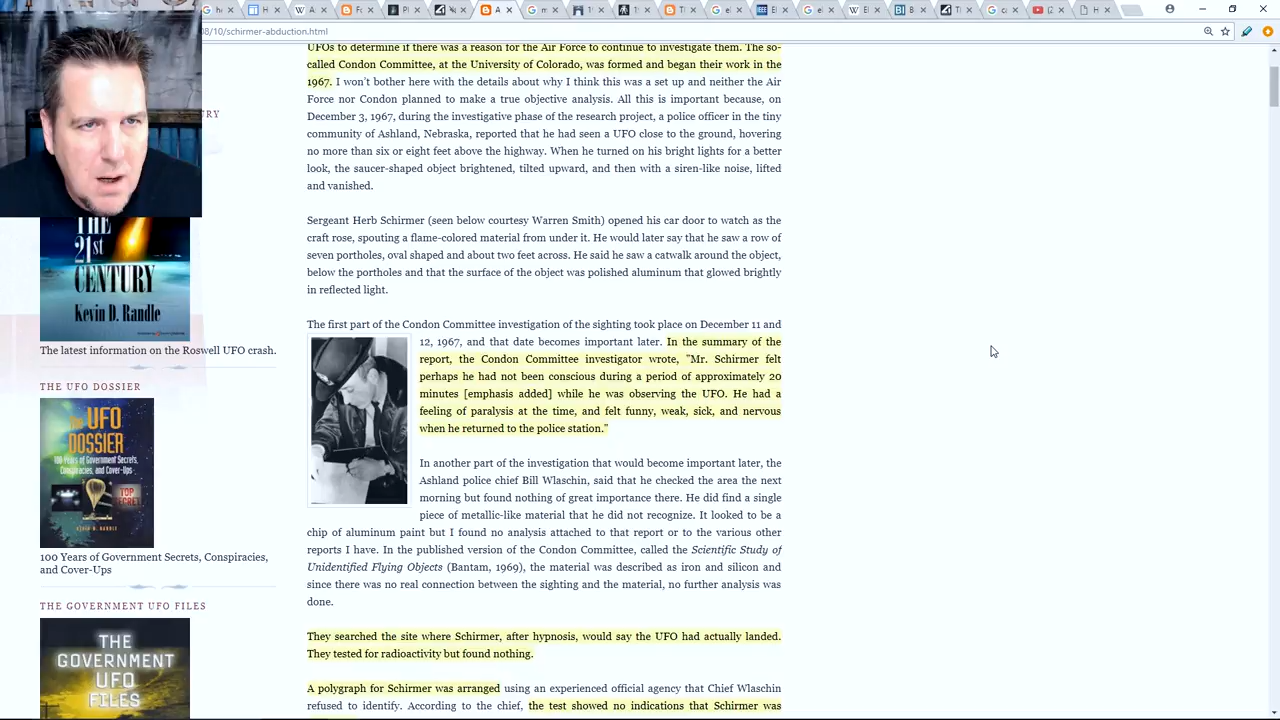 08/10/schirmer-abduction.html
UFOs to determine if there was a reason for the Air Force to continue to investigate them. The so-
called Condon Committee, at the University of Colorado, was formed and began their work in the
1967. I won't bother here with the details about why I think this was a set up and neither the Air
Force nor Condon planned to make a true objective analysis. All this is important because, on
December 3, 1967, during the investigative phase of the research project, a police officer in the tiny
community of Ashland, Nebraska, reported that he had seen a UFO close to the ground, hovering
no more than six or eight feet above the highway. When he turned on his bright lights for a better
look, the saucer-shaped object brightened, tilted upward, and then with a siren-like noise, lifted
and vanished.
Sergeant Herb Schirmer (seen below courtesy Warren Smith) opened his car door to watch as the
craft rose, spouting a flame-colored material from under it. He would later say that he saw a row of
seven portholes, oval shaped and about two feet across. He said he saw a catwalk around the object,
below the portholes and that the surface of the object was polished aluminum that glowed brightly
in reflected light.
The first part of the Condon Committee investigation of the sighting took place on December 11 and
12, 1967, and that date becomes important later. In the summary of the
report, the Condon Committee investigator wrote, "Mr. Schirmer felt
perhaps he had not been conscious during a period of approximately 20
minutes [emphasis added] while he was observing the UFO. He had a
feeling of paralysis at the time, and felt funny, weak, sick, and nervous
when he returned to the police station."
In another part of the investigation that would become important later, the
Ashland police chief Bill Wlaschin, said that he checked the area the next
morning but found nothing of great importance there. He did find a single
piece of metallic-like material that he did not recognize. It looked to be a
chip of aluminum paint but I found no analysis attached to that report or to the various other
reports I have. In the published version of the Condon Committee, called the Scientific Study of
Unidentified Flying Objects (Bantam, 1969), the material was described as iron and silicon and
since there was no real connection between the sighting and the material, no further analysis was
done.
They searched the site where Schirmer, after hypnosis, would say the UFO had actually landed.
They tested for radioactivity but found nothing.
A polygraph for Schirmer was arranged using an experienced official agency that Chief Wlaschin
refused to identify. According to the chief, the test showed no indications that Schirmer was
THE
21st
CENTURY
Kevin D. Randle
The latest information on the Roswell UFO crash.
THE UFO DOSSIER
the UFO
DOSSIER
100 Years of Government Secrets,
Conspiracies, and Cover-Ups
TOP
SECRET
KEVIN D. RANDLE
100 Years of Government Secrets, Conspiracies,
and Cover-Ups
THE GOVERNMENT UFO FILES
THE
GOVERNMENT
UFO
FILES